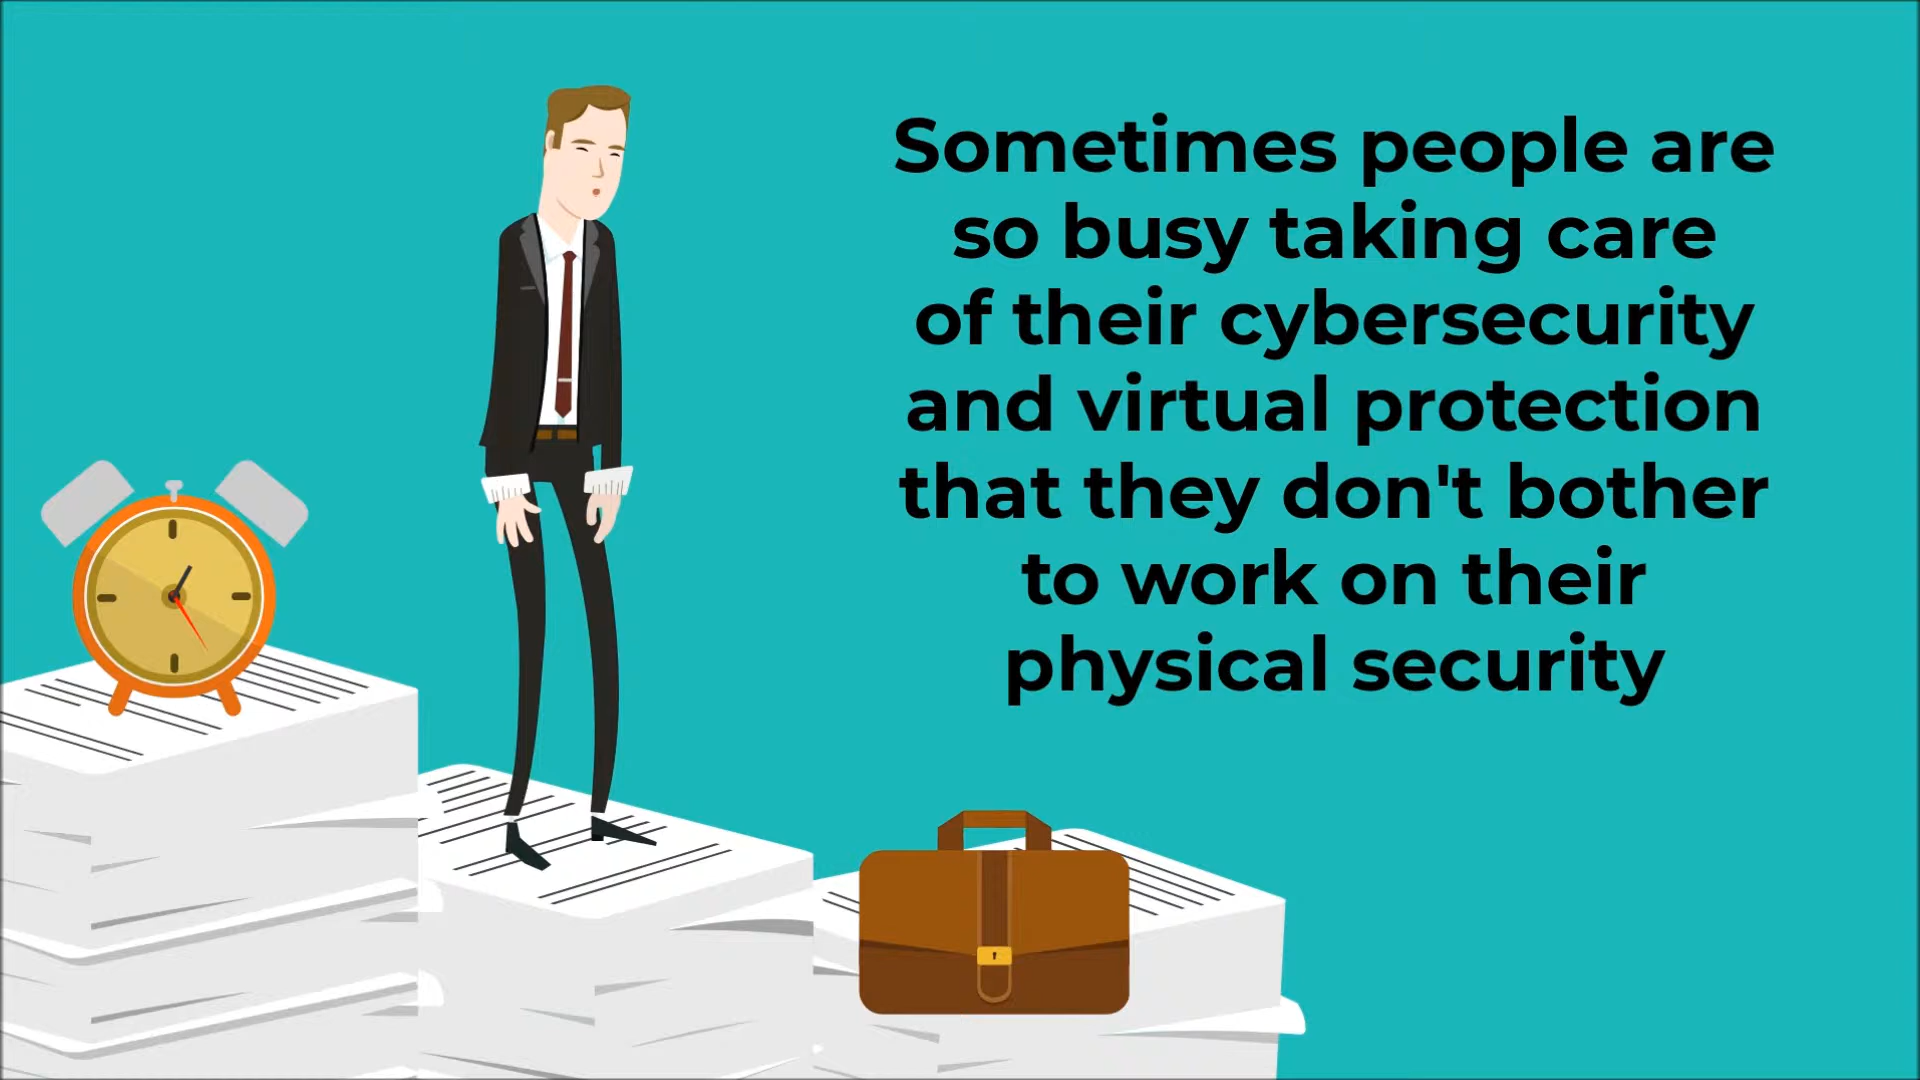 Sometimes people are
so busy taking care
of their cybersecurity
and virtual protection
that they don't bother
to work on their
physical security